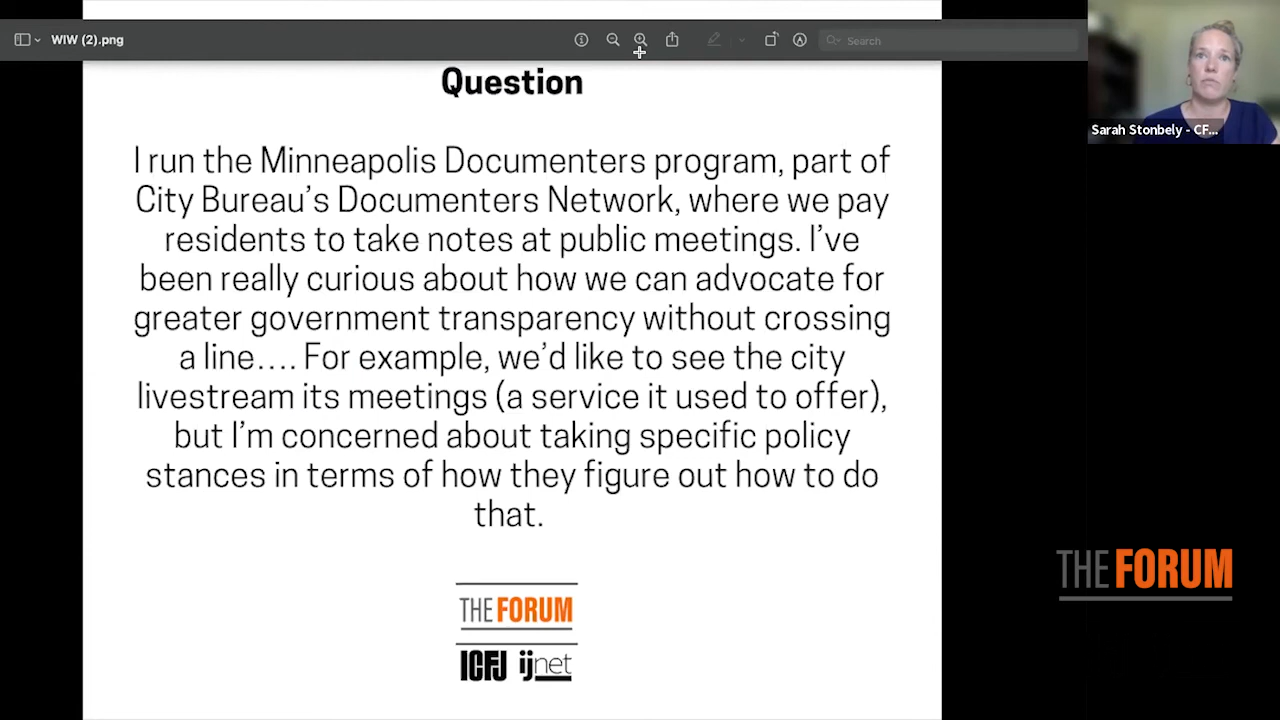 WIW (2).png
Search
Question
I run the Minneapolis Documenters program, part of
City Bureau’s Documenters Network, where we pay
residents to take notes at public meetings. I’ve
been really curious about how we can advocate for
greater government transparency without crossing
a line.... For example, we’d like to see the city
livestream its meetings (a service it used to offer),
but I’m concerned about taking specific policy
stances in terms of how they figure out how to do
that.
THE FORUM
ICFJ ijnet
Sarah Stonbely - CF...
THE FORUM